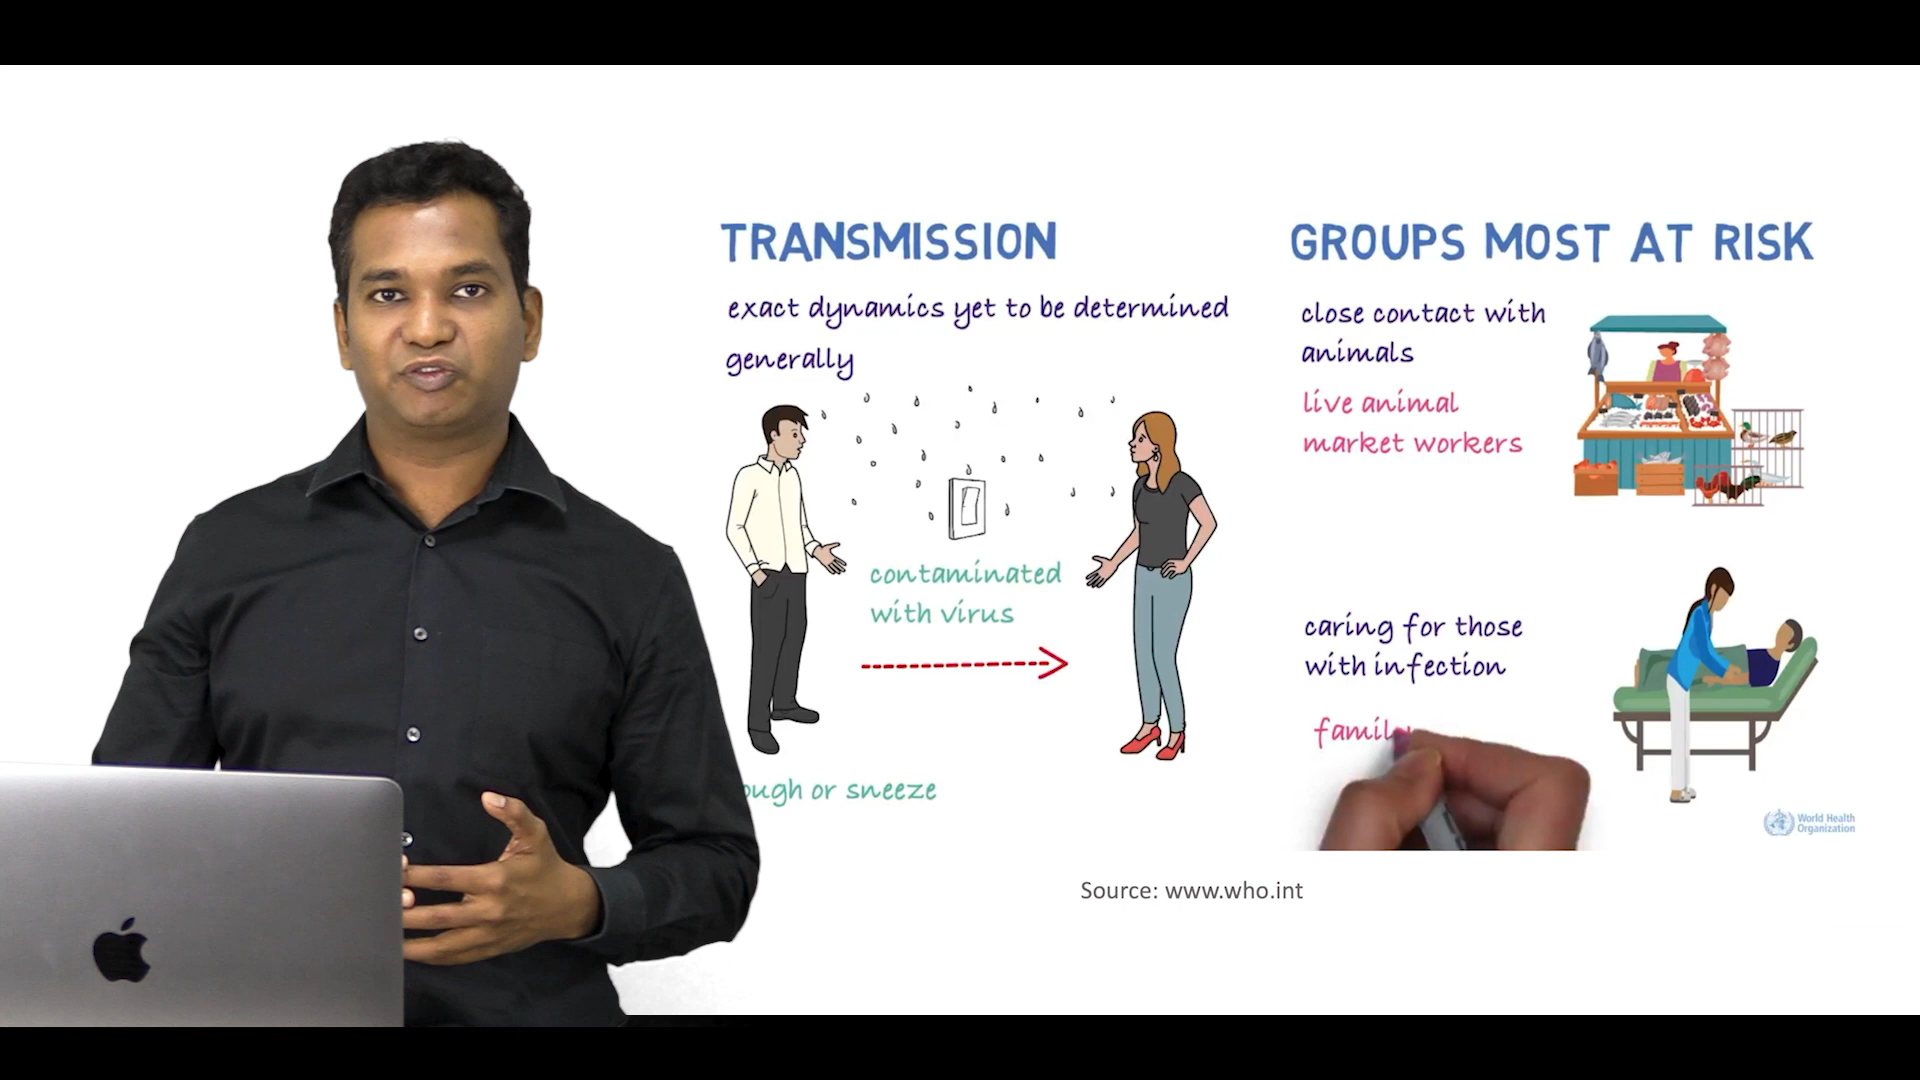 TRANSMISSION
exact dynamics yet to be determined
generally
contaminated
with virus
ough or sneeze
GROUPS MOST AT RISK
close contact with
animals
live animal
market workers
caring for those
with infection
family
World Health
Organization
Source: www.who.int